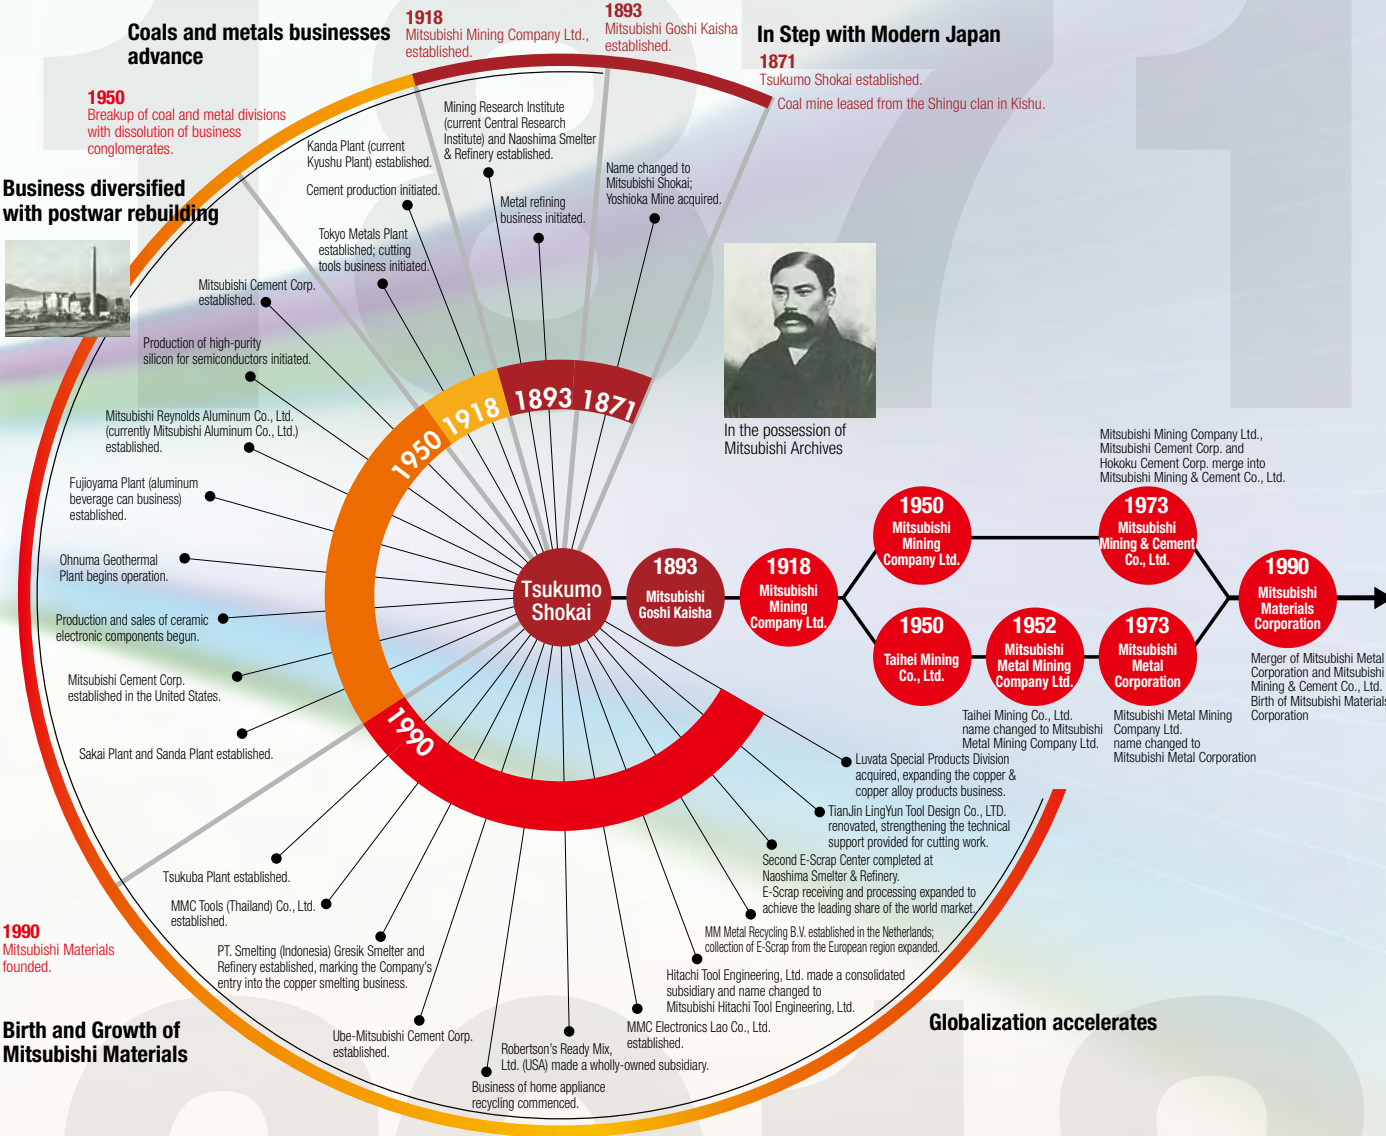 Coals and metals businesses
advance
1918
Mitsubishi Mining Company Ltd.,
established.
1893
Mitsubishi Goshi Kaisha
established.
In Step with Modern Japan
1871
Tsukumo Shokai established.
Coal mine leased from the Shingu clan in Kishu.
1950
Breakup of coal and metal divisions
with dissolution of business
conglomerates.
Business diversified
with postwar rebuilding
Mining Research Institute
(current Central Research
Institute) and Naoshima Smelter
& Refinery established.
Kanda Plant (current
Kyushu Plant) established.
Cement production initiated.
Name changed to
Mitsubishi Shokai;
Yoshioka Mine acquired.
Metal refining
business initiated.
Tokyo Metals Plant
established; cutting
tools business initiated.
Mitsubishi Cement Corp.
established.
Production of high-purity
silicon for semiconductors initiated.
Mitsubishi Reynolds Aluminum Co., Ltd.
(currently Mitsubishi Aluminum Co., Ltd.)
established.
Fujioyama Plant (aluminum
beverage can business)
established.
Ohnuma Geothermal
Plant begins operation.
Production and sales of ceramic
electronic components begun.
Mitsubishi Cement Corp.
established in the United States.
Sakai Plant and Sanda Plant established.
1871
1893
1918
1950
1990
In the possession of
Mitsubishi Archives
Tsukumo
Shokai
1893
Mitsubishi
Goshi Kaisha
1918
Mitsubishi
Mining
Company Ltd.
1950
Mitsubishi
Mining
Company Ltd.
Mitsubishi Mining Company Ltd.,
Mitsubishi Cement Corp. and
Hokoku Cement Corp. merge into
Mitsubishi Mining & Cement Co., Ltd.
1973
Mitsubishi
Mining & Cement
Co., Ltd.
1950
Taihei Mining
Co., Ltd.
1952
Mitsubishi
Metal Mining
Company Ltd.
Taihei Mining Co., Ltd.
name changed to Mitsubishi
Metal Mining Company Ltd.
1973
Mitsubishi
Metal
Corporation
Mitsubishi Metal Mining
Company Ltd.
name changed to
Mitsubishi Metal Corporation
1990
Mitsubishi
Materials
Corporation
Merger of Mitsubishi Metal
Corporation and Mitsubishi
Mining & Cement Co., Ltd.
Birth of Mitsubishi Materials
Corporation
Luvata Special Products Division
acquired, expanding the copper &
copper alloy products business.
TianJin LingYun Tool Design Co., LTD.
renovated, strengthening the technical
support provided for cutting work.
Second E-Scrap Center completed at
Naoshima Smelter & Refinery.
E-Scrap receiving and processing expanded to
achieve the leading share of the world market.
MM Metal Recycling B.V. established in the Netherlands;
collection of E-Scrap from the European region expanded.
Hitachi Tool Engineering, Ltd. made a consolidated
subsidiary and name changed to
Mitsubishi Hitachi Tool Engineering, Ltd.
MMC Electronics Lao Co., Ltd.
established.
Robertson's Ready Mix,
Ltd. (USA) made a wholly-owned subsidiary.
Business of home appliance
recycling commenced.
Ube-Mitsubishi Cement Corp.
established.
PT. Smelting (Indonesia) Gresik Smelter and
Refinery established, marking the Company's
entry into the copper smelting business.
MMC Tools (Thailand) Co., Ltd.
established.
Tsukuba Plant established.
1990
Mitsubishi Materials
founded.
Birth and Growth of
Mitsubishi Materials
Globalization accelerates
1871